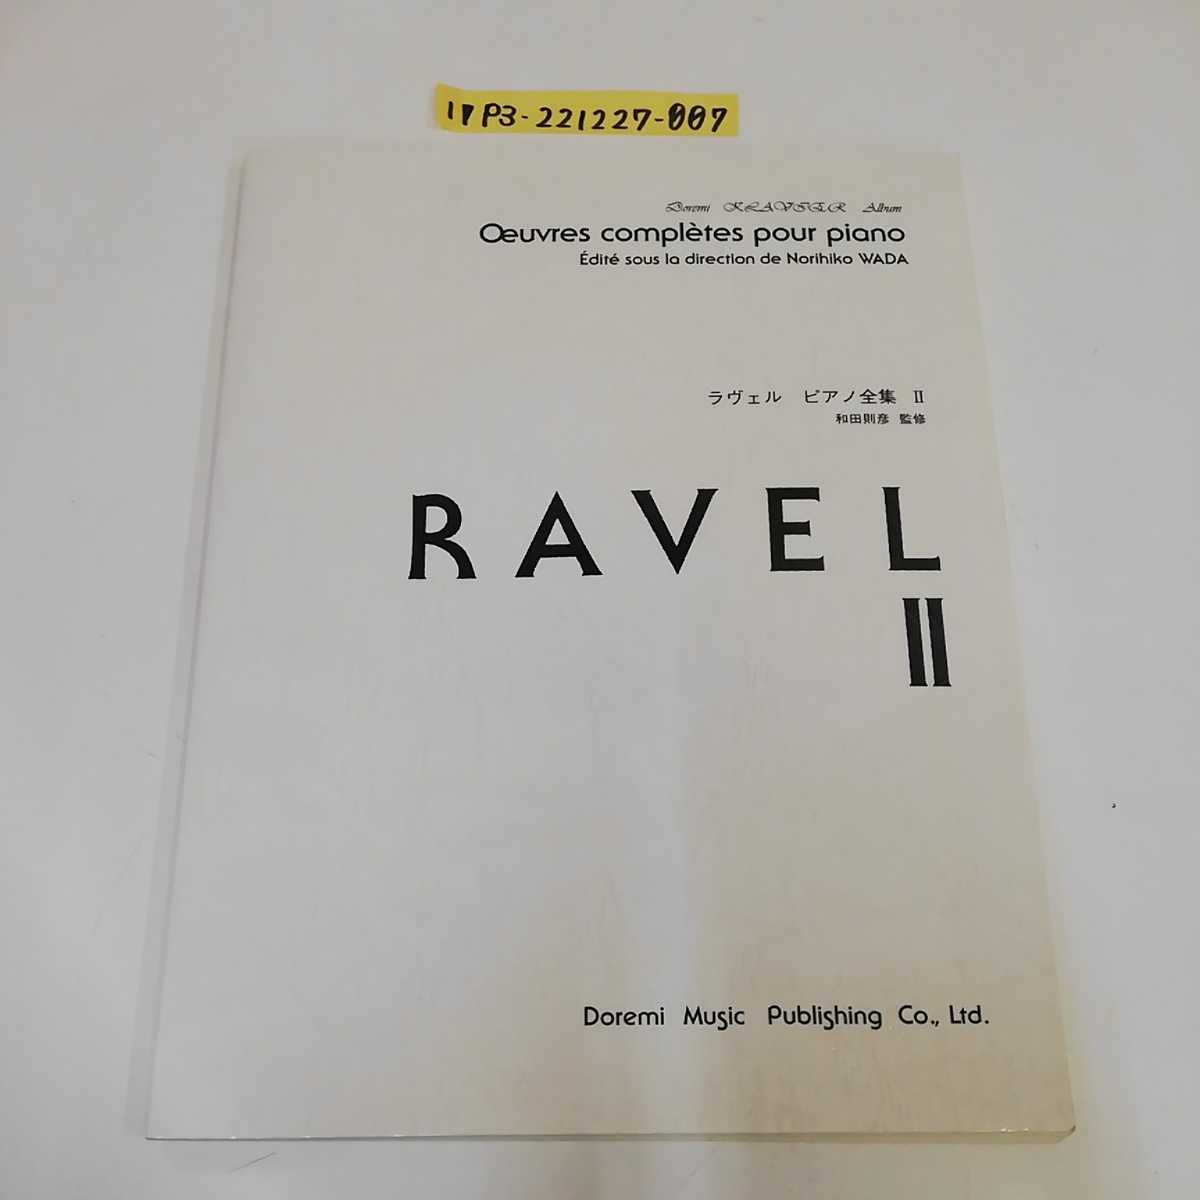 1 P3-221227-007
Doremi KLAVIER Album
Œuvres complètes pour piano
Édité sous la direction de Norihiko WADA
ラヴェル ピアノ全集 II
和田則彦 監修
RAVEL
II
Doremi Music Publishing Co., Ltd.